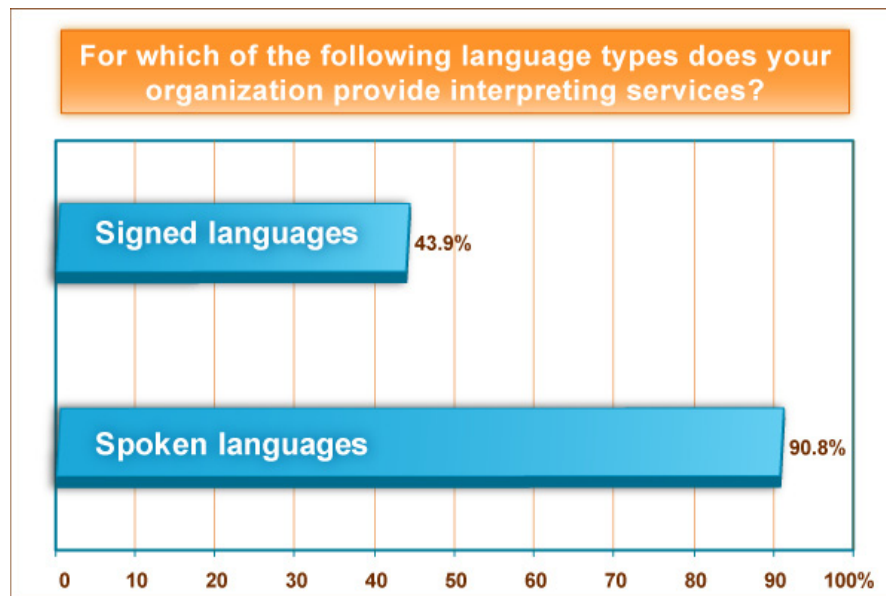 For which of the following language types does your
organization provide interpreting services?
Signed languages
43.9%
Spoken languages
90.8%
0 10 20 30 40 50 60 70 80 90 100%